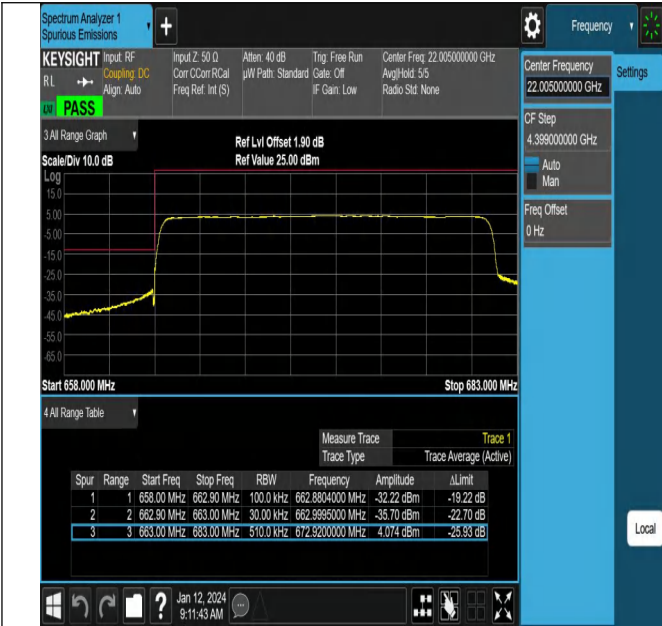 Spectrum Analyzer 1
Spurious Emissions
Frequency
KEYSIGHT
RL
Input: RF
Coupling: DC
Align: Auto
Input Z: 50 Ω
Corr CCorr RCal
Freq Ref: Int (S)
Atten: 40 dB
µW Path: Standard
Trig: Free Run
Gate: Off
IF Gain: Low
Center Freq: 22.005000000 GHz
Avg|Hold: 5/5
Radio Std: None
PASS
Center Frequency
22.005000000 GHz
Settings
CF Step
4.399000000 GHz
Auto
Man
Freq Offset
0 Hz
3 All Range Graph
Ref Lvl Offset 1.90 dB
Scale/Div 10.0 dB
Ref Value 25.00 dBm
Log
15.0
5.00
-5.00
-15.0
-25.0
-35.0
-45.0
-55.0
-65.0
Start 658.000 MHz
Stop 683.000 MHz
4 All Range Table
Measure Trace Trace 1
Trace Type Trace Average (Active)
Spur Range Start Freq Stop Freq RBW Frequency Amplitude ΔLimit
1 1 658.00 MHz 662.90 MHz 100.0 kHz 662.8804000 MHz -32.22 dBm -19.22 dB
2 2 662.90 MHz 663.00 MHz 30.00 kHz 662.9995000 MHz -35.70 dBm -22.70 dB
3 3 663.00 MHz 683.00 MHz 510.0 kHz 672.9200000 MHz 4.074 dBm -25.93 dB
Local
?
Jan 12, 2024
9:11:43 AM